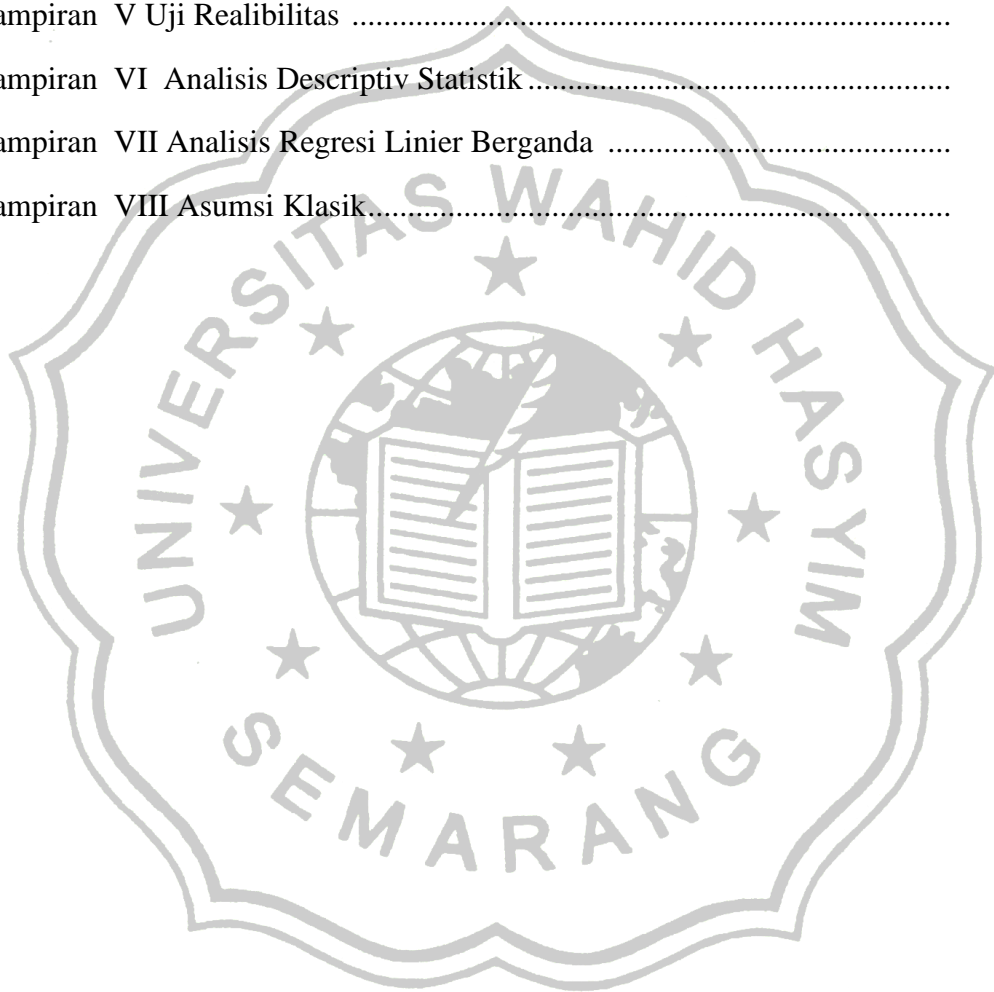 ampiran V Uji Realibilitas ............................................................................
ampiran VI Analisis Descriptiv Statistik ......................................................
ampiran VII Analisis Regresi Linier Berganda ...........................................
ampiran VIII Asumsi Klasik..........................................................................
UNIVERSITAS WAHID HASYIM
SEMARANG